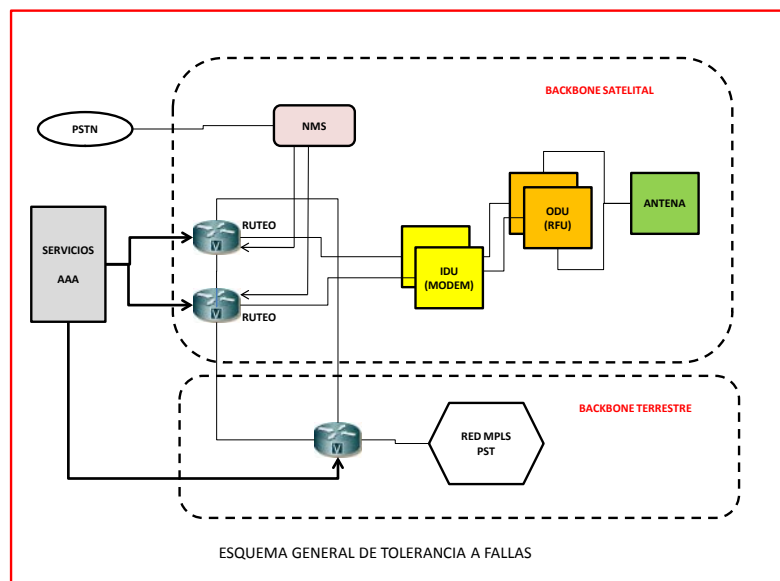 BACKBONE SATELITAL
PSTN
NMS
RUTEO
SERVICIOS
AAA
RUTEO
IDU
(MODEM)
ODU
(RFU)
ANTENA
BACKBONE TERRESTRE
RED MPLS
PST
V
V
V
ESQUEMA GENERAL DE TOLERANCIA A FALLAS